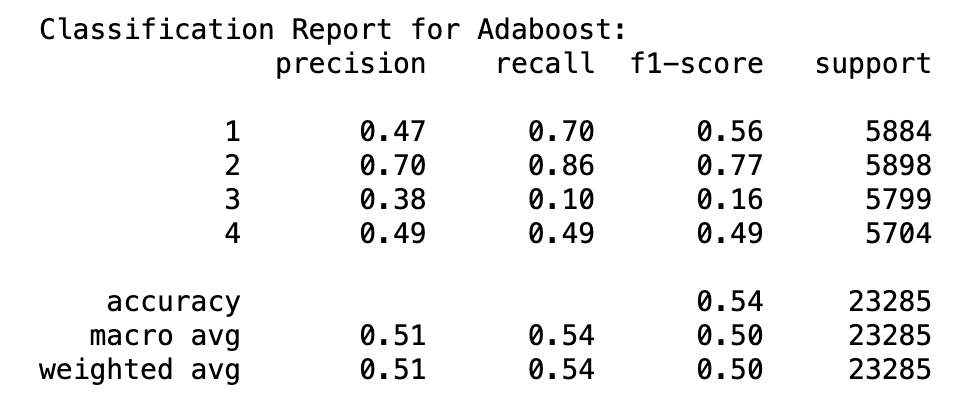 Classification Report for Adaboost:
precision recall f1-score support
1 0.47 0.70 0.56 5884
2 0.70 0.86 0.77 5898
3 0.38 0.10 0.16 5799
4 0.49 0.49 0.49 5704
accuracy 0.54 23285
macro avg 0.51 0.54 0.50 23285
weighted avg 0.51 0.54 0.50 23285